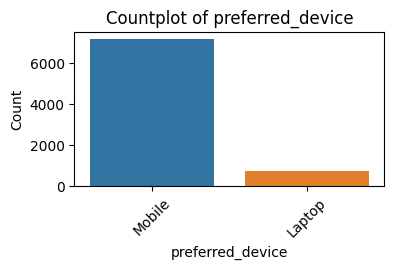 Countplot of preferred_device
Count
6000
4000
2000
0
Mobile
Laptop
preferred_device